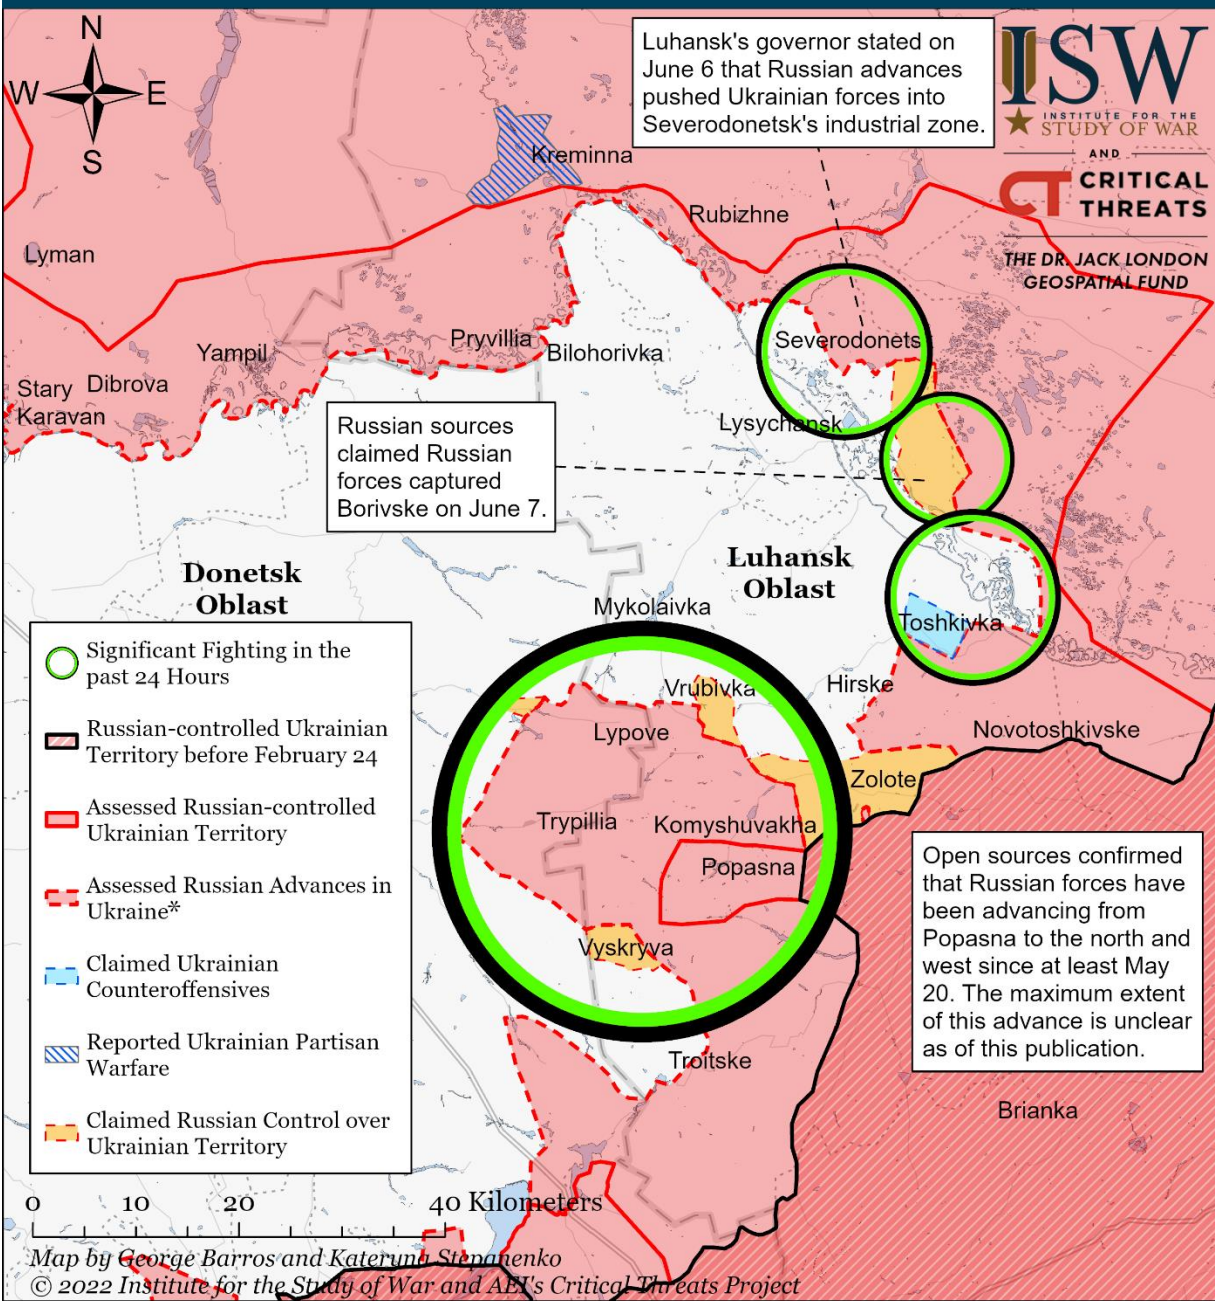 N
W
E
S
Luhansk's governor stated on
June 6 that Russian advances
pushed Ukrainian forces into
Severodonetsk's industrial zone.
ISW
INSTITUTE FOR THE
STUDY OF WAR
AND
CT CRITICAL
THREATS
THE DR. JACK LONDON
GEOSPATIAL FUND
Kreminna
Rubizhne
Lyman
Severodonets
Pryvillia
Bilohorivka
Yampil
Stary
Karavan
Dibrova
Lysychansk
Russian sources
claimed Russian
forces captured
Borivske on June 7.
Donetsk
Oblast
Luhansk
Oblast
Mykolaivka
Toshkivka
Vrubivka
Hirske
Lypove
Novotoshkivske
Zolote
Trypillia
Komyshuvakha
Popasna
Vyskryva
Troitske
Brianka
Significant Fighting in the
past 24 Hours
Russian-controlled Ukrainian
Territory before February 24
Assessed Russian-controlled
Ukrainian Territory
Assessed Russian Advances in
Ukraine*
Claimed Ukrainian
Counteroffensives
Reported Ukrainian Partisan
Warfare
Claimed Russian Control over
Ukrainian Territory
Open sources confirmed
that Russian forces have
been advancing from
Popasna to the north and
west since at least May
20. The maximum extent
of this advance is unclear
as of this publication.
0 10 20 40 Kilometers
Map by George Barros and Kateryna Stepanenko
© 2022 Institute for the Study of War and AEI's Critical Threats Project